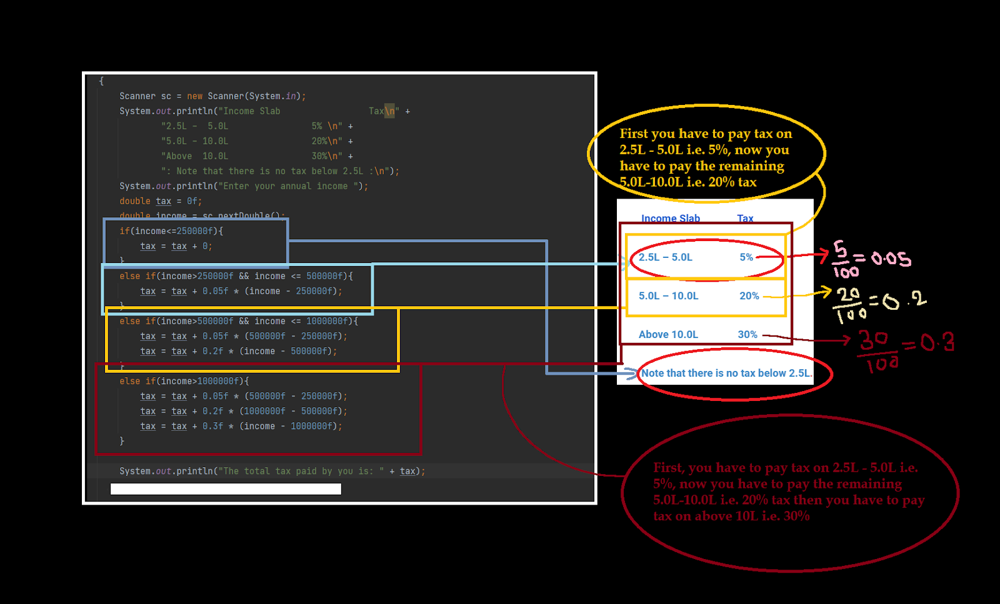 {
Scanner sc = new Scanner(System.in);
System.out.println("Income Slab                 Tax\n" +
"2.5L -  5.0L                5% \n" +
"5.0L - 10.0L                20%\n" +
"Above  10.0L                30%\n" +
": Note that there is no tax below 2.5L :\n");
System.out.println("Enter your annual income ");
double tax = 0f;
double income = sc.nextDouble();
if(income<=250000f){
tax = tax + 0;
}
else if(income>250000f && income <= 500000f){
tax = tax + 0.05f * (income - 250000f);
}
else if(income>500000f && income <= 1000000f){
tax = tax + 0.05f * (500000f - 250000f);
tax = tax + 0.2f * (income - 500000f);
}
else if(income>1000000f){
tax = tax + 0.05f * (500000f - 250000f);
tax = tax + 0.2f * (1000000f - 500000f);
tax = tax + 0.3f * (income - 1000000f);
}
System.out.println("The total tax paid by you is: " + tax);
First you have to pay tax on
2.5L - 5.0L i.e. 5%, now you
have to pay the remaining
5.0L-10.0L i.e. 20% tax
Income Slab Tax
2.5L – 5.0L 5%
5.0L – 10.0L 20%
Above 10.0L 30%
Note that there is no tax below 2.5L.
5/100 = 0.05
20/100 = 0.2
30/100 = 0.3
First, you have to pay tax on 2.5L - 5.0L i.e.
5%, now you have to pay the remaining
5.0L-10.0L i.e. 20% tax then you have to pay
tax on above 10L i.e. 30%